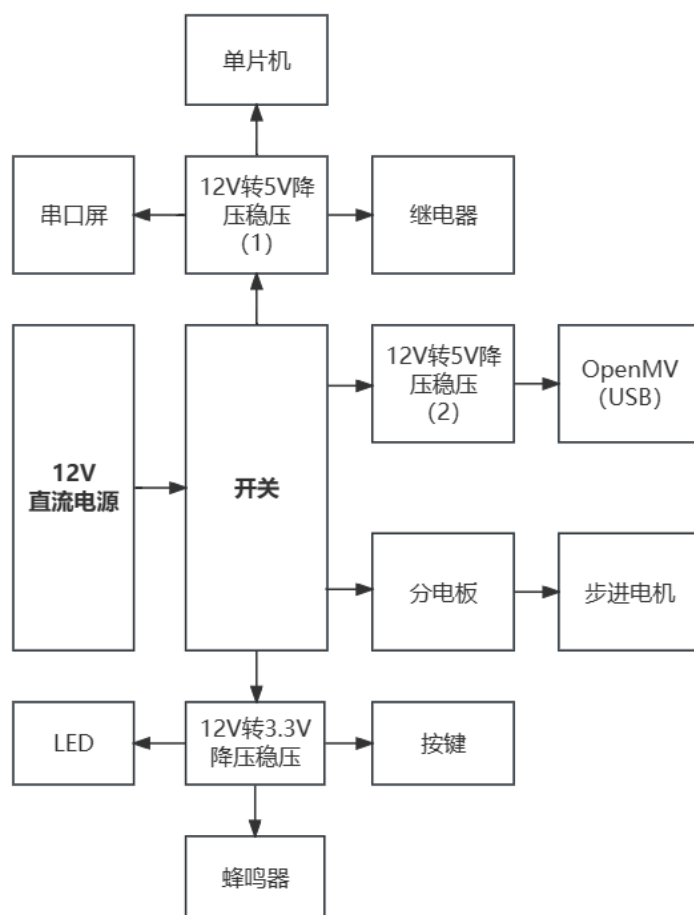 单片机
串口屏
12V转5V降
压稳压
(1)
继电器
12V
直流电源
开关
12V转5V降
压稳压
(2)
OpenMV
(USB)
分电板
步进电机
LED
12V转3.3V
降压稳压
按键
蜂鸣器